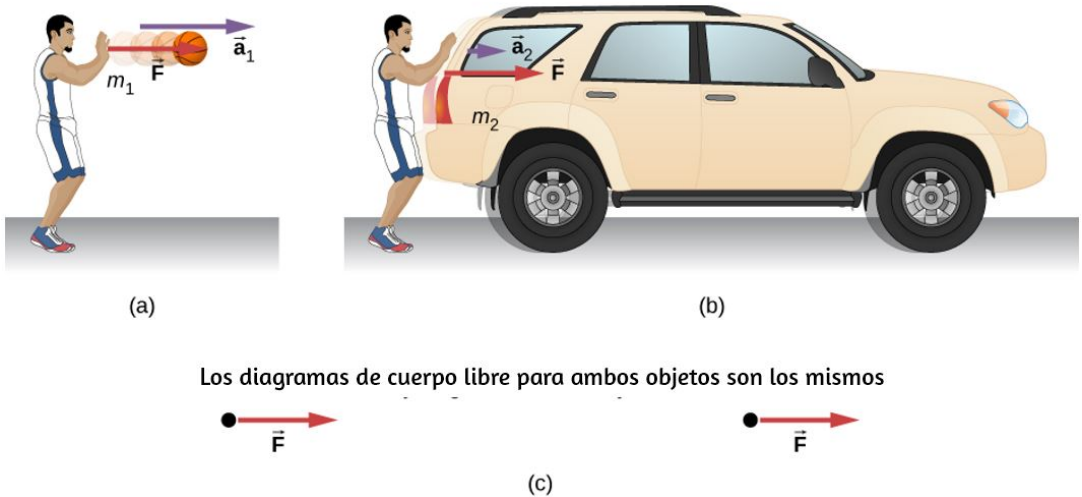 a⃗₁
F⃗
m₁
a⃗₂
F⃗
m₂
(a)
(b)
Los diagramas de cuerpo libre para ambos objetos son los mismos
F⃗
F⃗
(c)